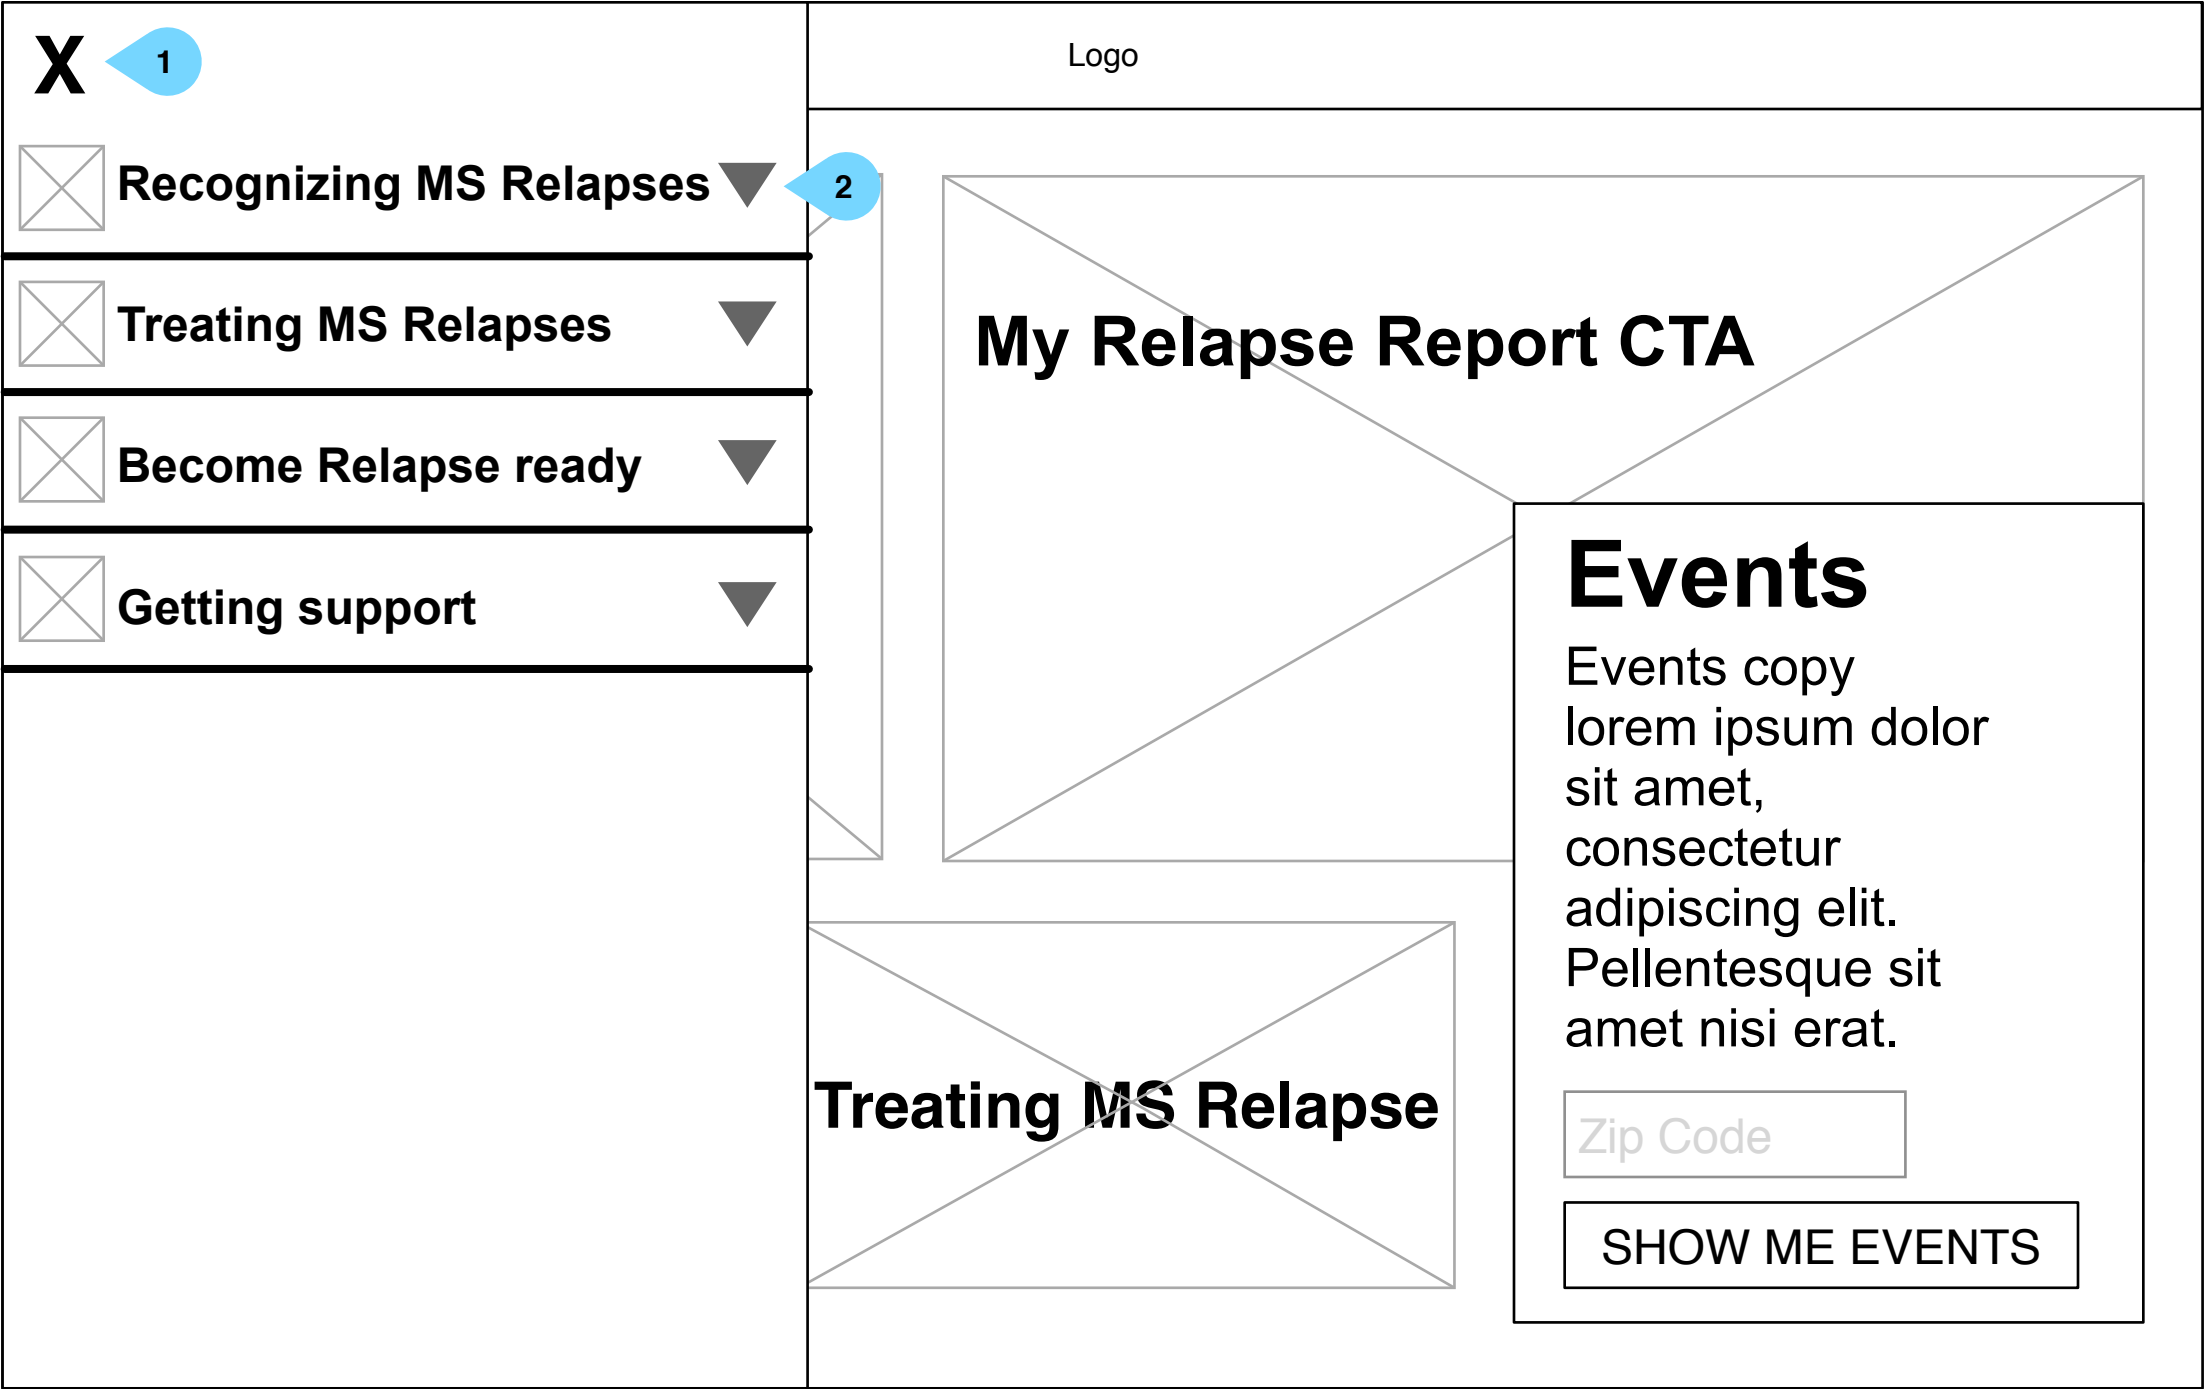 X
1
Logo
Recognizing MS Relapses
2
Treating MS Relapses
Become Relapse ready
Getting support
My Relapse Report CTA
Events
Events copy
lorem ipsum dolor
sit amet,
consectetur
adipiscing elit.
Pellentesque sit
amet nisi erat.
Zip Code
SHOW ME EVENTS
Treating MS Relapse